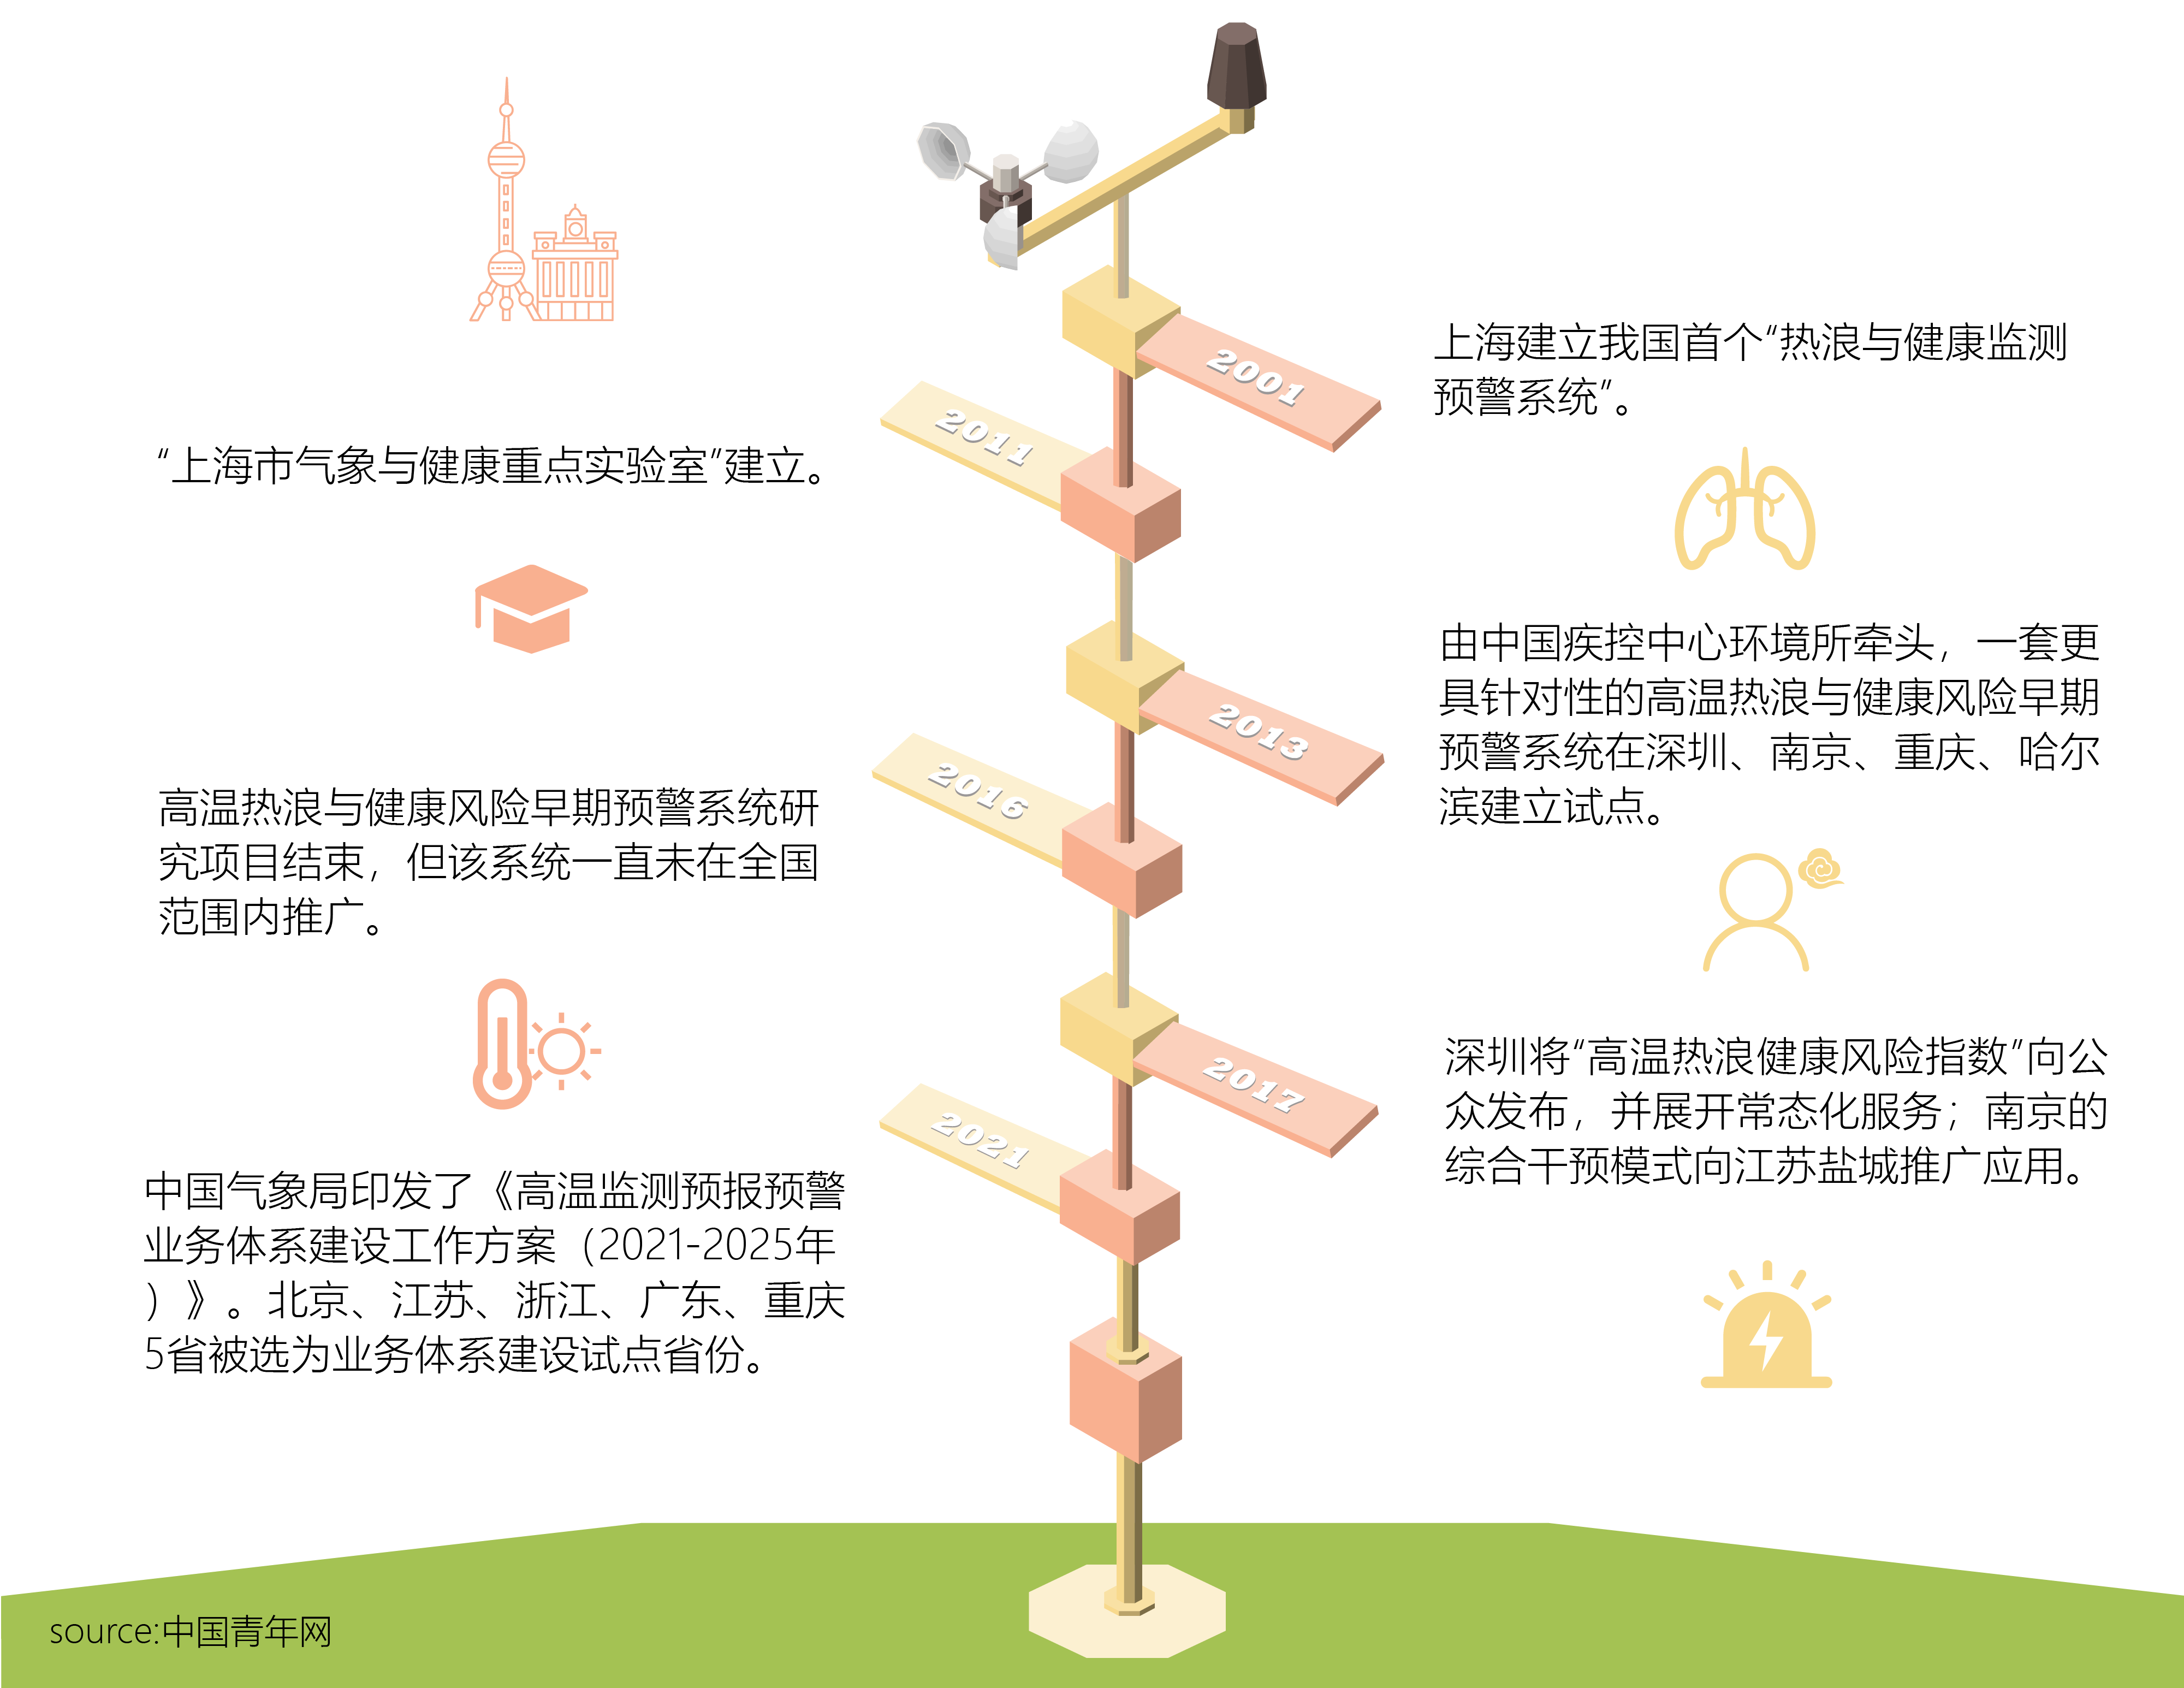 2001
上海建立我国首个“热浪与健康监测
预警系统”。
2011
“上海市气象与健康重点实验室”建立。
2013
由中国疾控中心环境所牵头，一套更
具针对性的高温热浪与健康风险早期
预警系统在深圳、南京、重庆、哈尔
滨建立试点。
2016
高温热浪与健康风险早期预警系统研
究项目结束，但该系统一直未在全国
范围内推广。
2017
深圳将“高温热浪健康风险指数”向公
众发布，并展开常态化服务；南京的
综合干预模式向江苏盐城推广应用。
2021
中国气象局印发了《高温监测预报预警
业务体系建设工作方案（2021-2025年
）》。北京、江苏、浙江、广东、重庆
5省被选为业务体系建设试点省份。
source:中国青年网